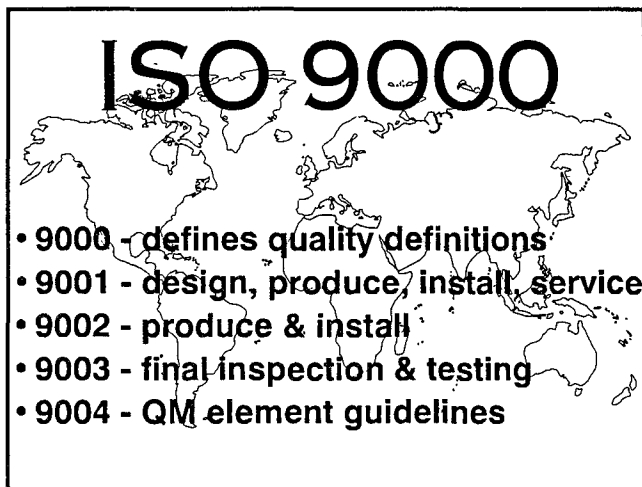 ISO 9000
• 9000 - defines quality definitions
• 9001 - design, produce, install, service
• 9002 - produce & install
• 9003 - final inspection & testing
• 9004 - QM element guidelines